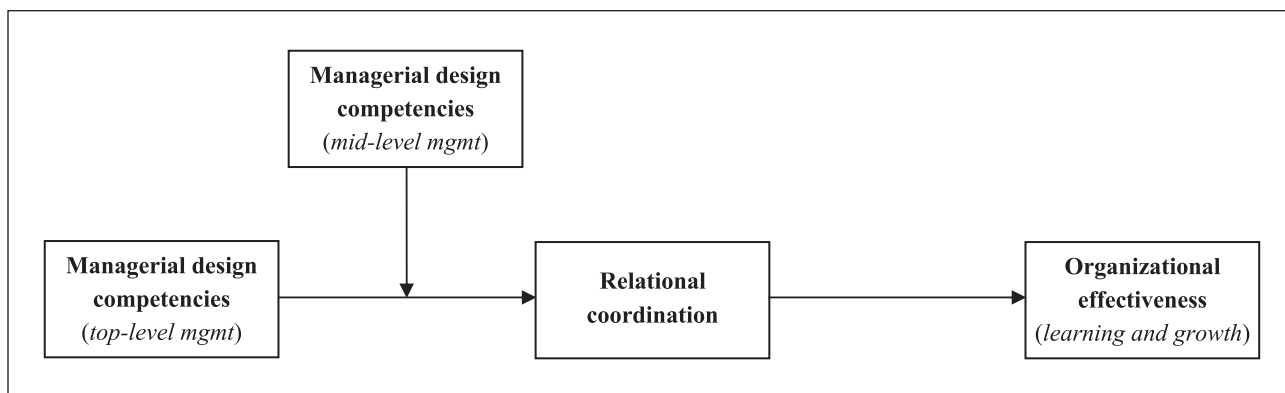 Managerial design
competencies
(mid-level mgmt)
Managerial design
competencies
(top-level mgmt)
Relational
coordination
Organizational
effectiveness
(learning and growth)